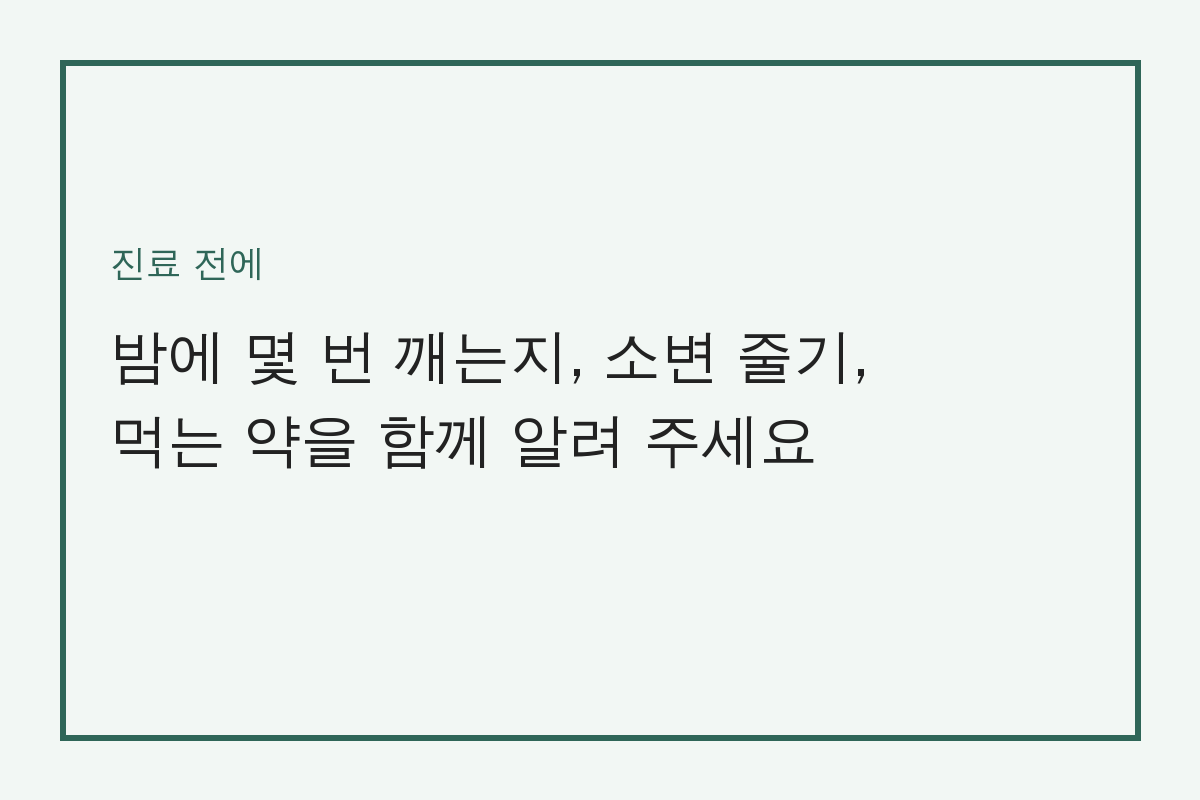 진료 전에
밤에 몇 번 깨는지, 소변 줄기,
먹는 약을 함께 알려 주세요